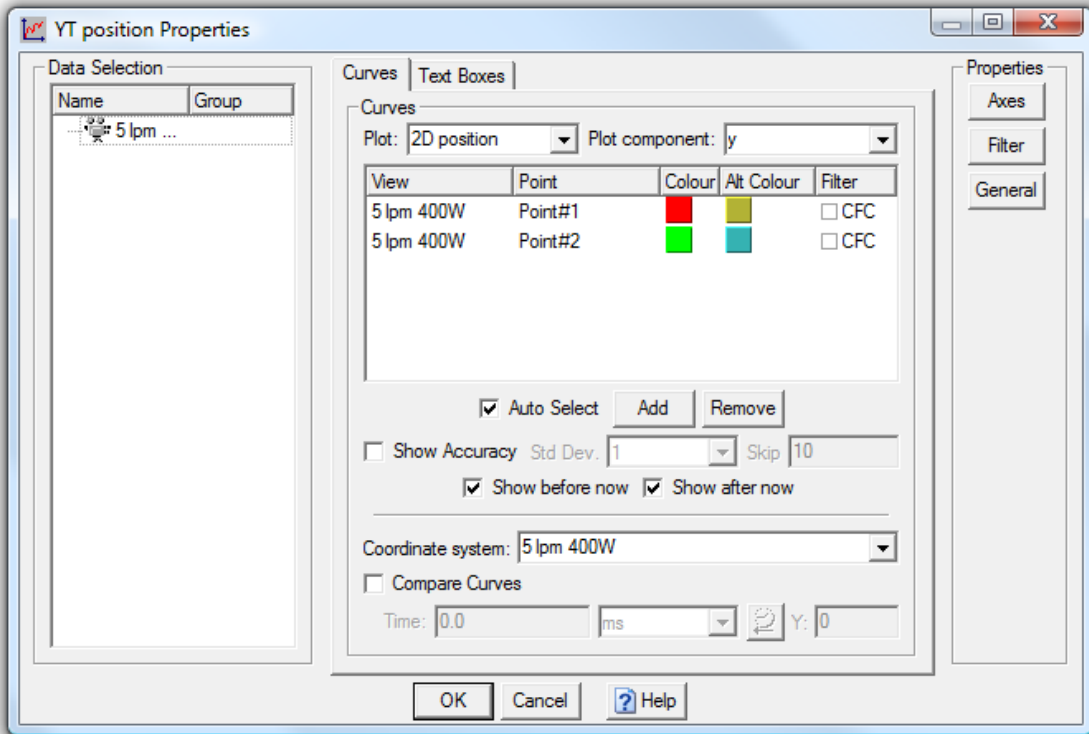 YT position Properties
Data Selection
Name Group
5 lpm ...
Curves Text Boxes
Curves
Plot: 2D position Plot component: y
View Point Colour Alt Colour Filter
5 lpm 400W Point#1 CFC
5 lpm 400W Point#2 CFC
Auto Select Add Remove
Show Accuracy Std Dev. 1 Skip 10
Show before now Show after now
Coordinate system: 5 lpm 400W
Compare Curves
Time: 0.0 ms Y: 0
Properties
Axes
Filter
General
OK Cancel Help